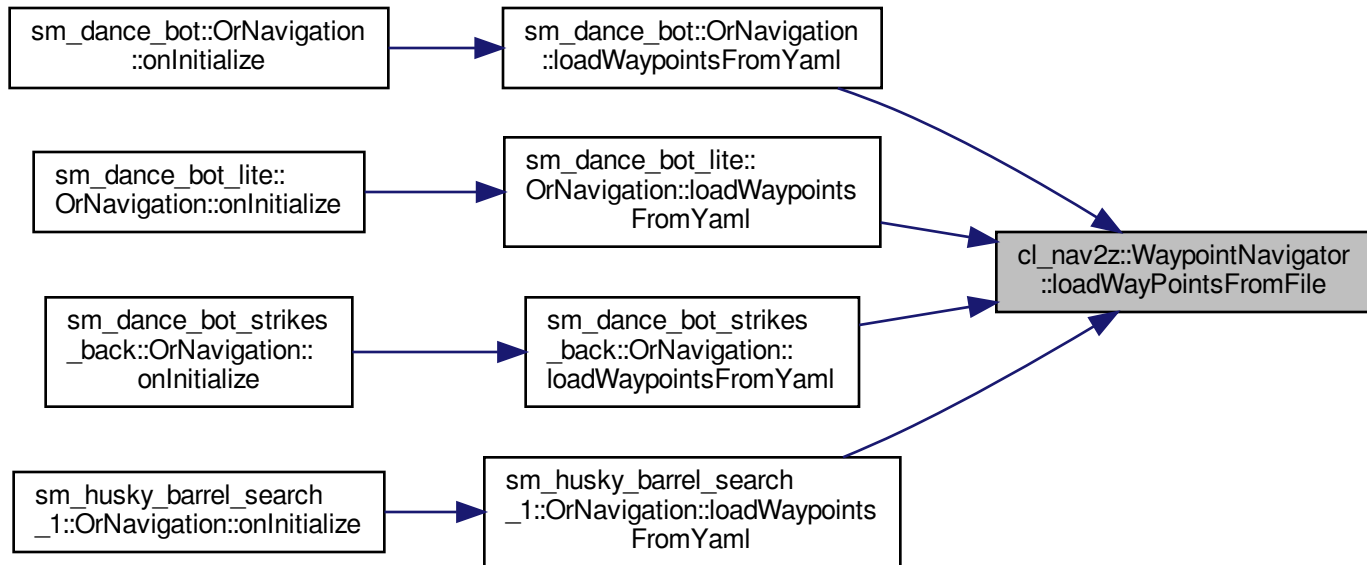 sm_dance_bot::OrNavigation
::onInitialize
sm_dance_bot::OrNavigation
::loadWaypointsFromYaml
sm_dance_bot_lite::
OrNavigation::onInitialize
sm_dance_bot_lite::
OrNavigation::loadWaypoints
FromYaml
cl_nav2z::WaypointNavigator
::loadWayPointsFromFile
sm_dance_bot_strikes
_back::OrNavigation::
onInitialize
sm_dance_bot_strikes
_back::OrNavigation::
loadWaypointsFromYaml
sm_husky_barrel_search
_1::OrNavigation::onInitialize
sm_husky_barrel_search
_1::OrNavigation::loadWaypoints
FromYaml